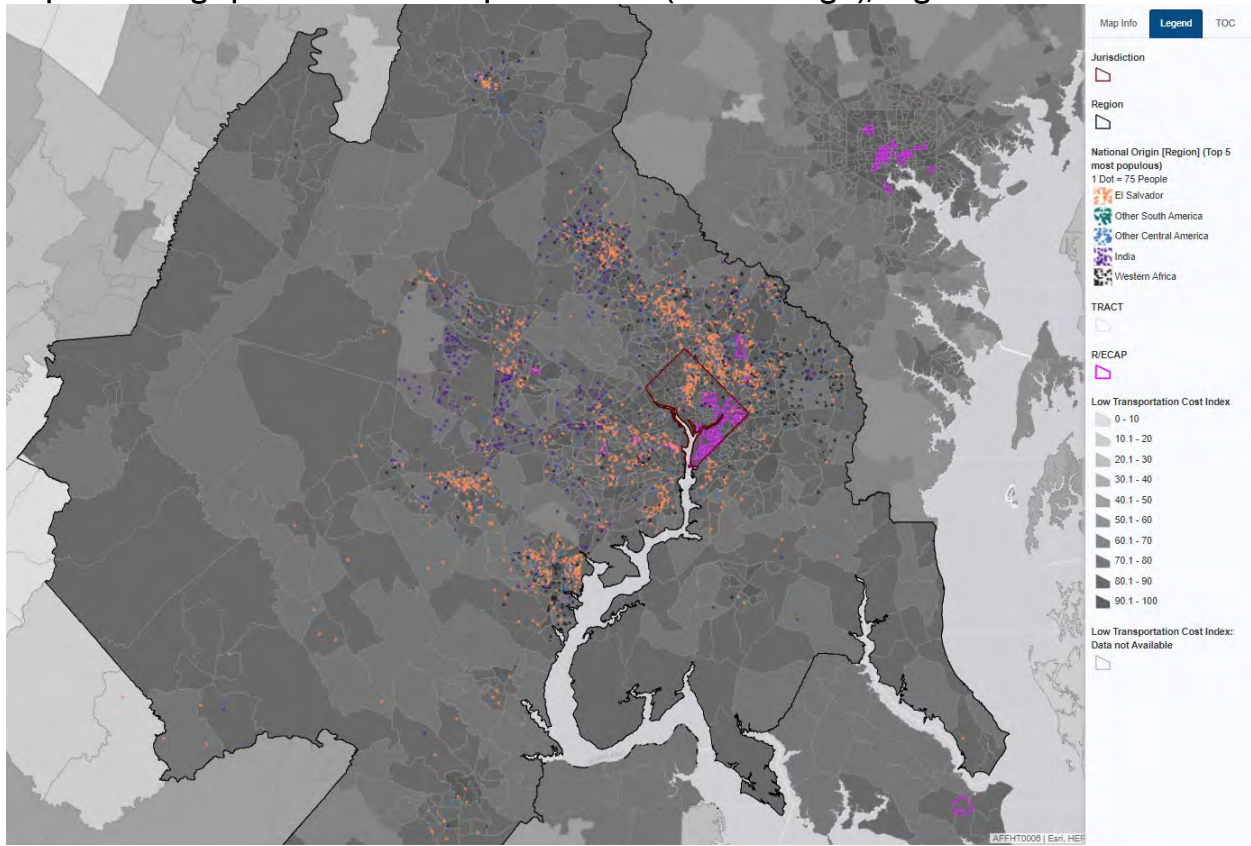 Map Info
Legend
TOC
Jurisdiction
Region
National Origin [Region] (Top 5
most populous)
1 Dot = 75 People
El Salvador
Other South America
Other Central America
India
Western Africa
TRACT
R/ECAP
Low Transportation Cost Index
0 - 10
10.1 - 20
20.1 - 30
30.1 - 40
40.1 - 50
50.1 - 60
60.1 - 70
70.1 - 80
80.1 - 90
90.1 - 100
Low Transportation Cost Index:
Data not Available
AFFHT0006 | Esri, HER